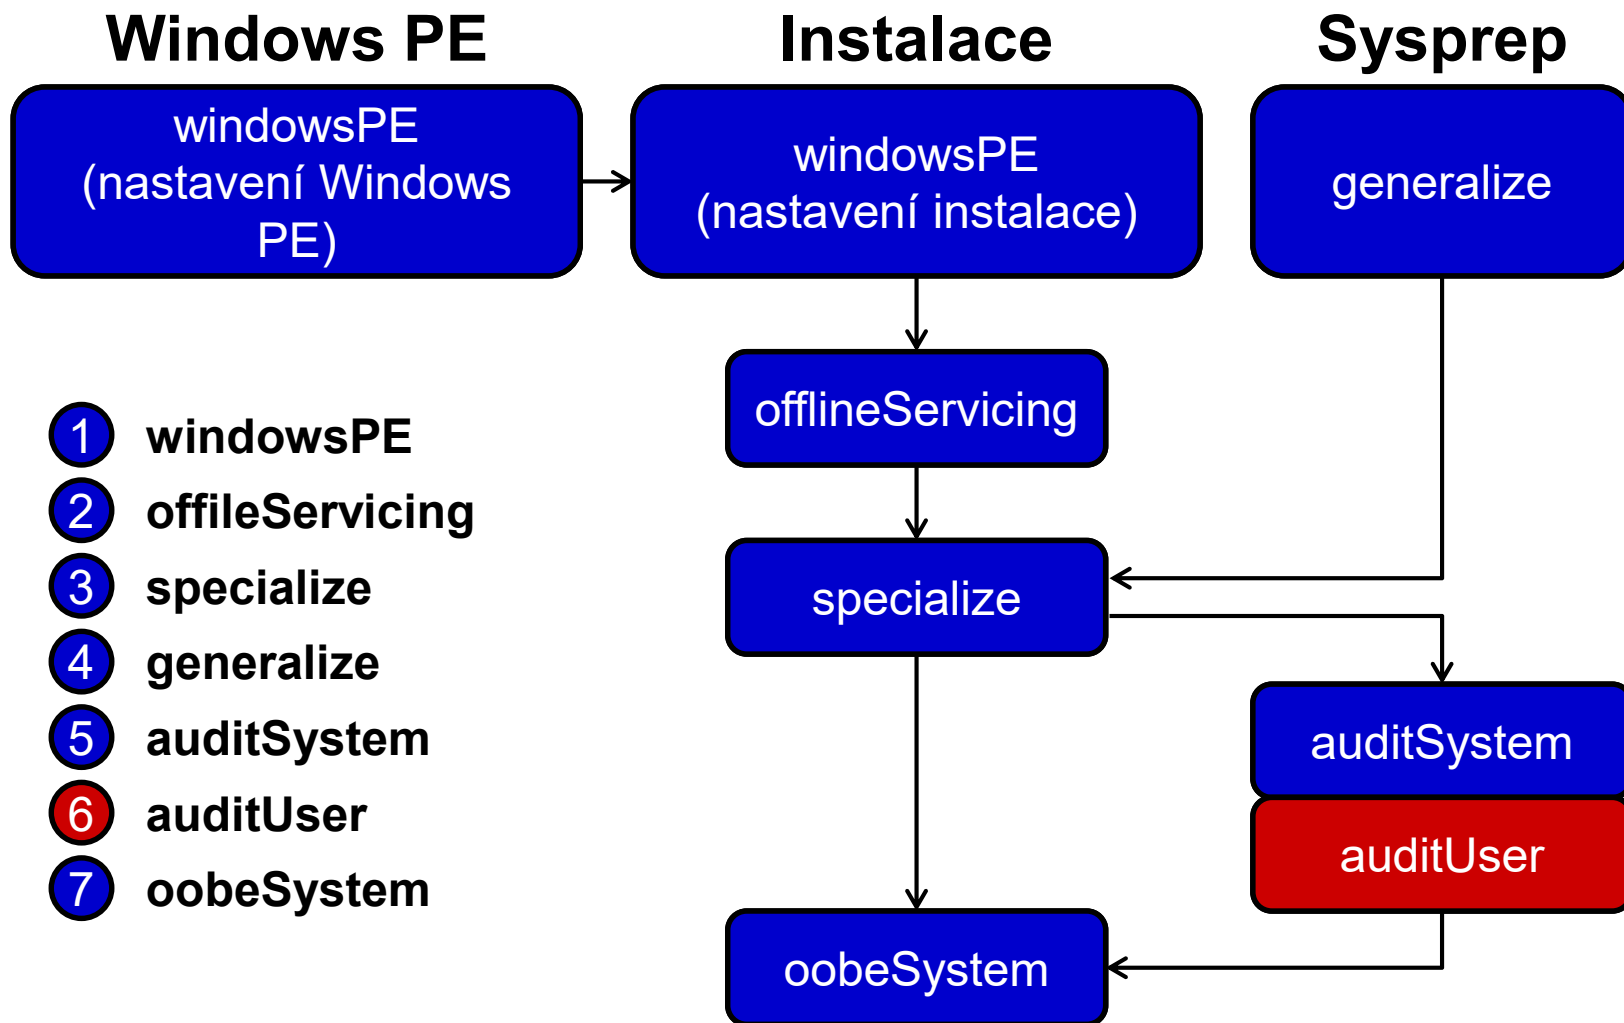 Windows PE
Instalace
Sysprep
windowsPE
(nastavení Windows
PE)
windowsPE
(nastavení instalace)
generalize
offlineServicing
1 windowsPE
2 offileServicing
3 specialize
4 generalize
5 auditSystem
6 auditUser
7 oobeSystem
specialize
auditSystem
auditUser
oobeSystem